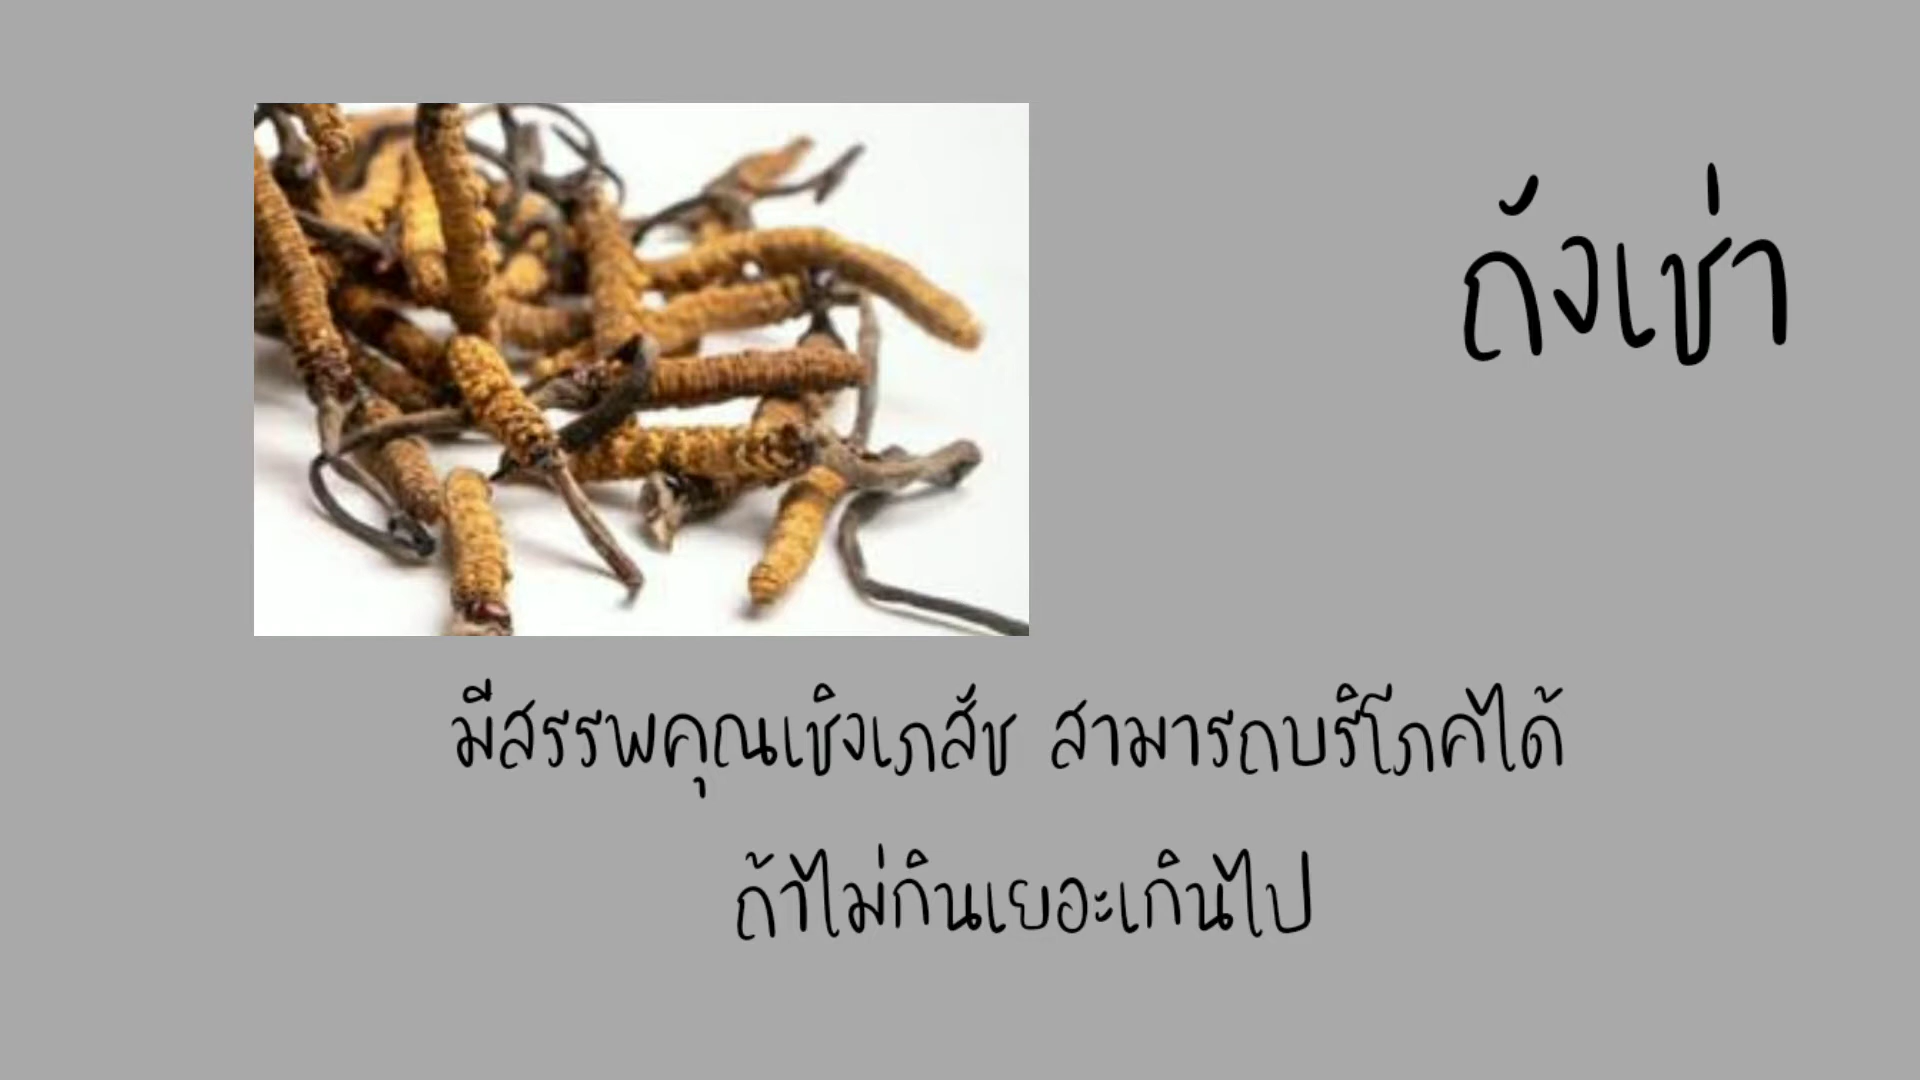 ถังเช่า
มีสรรพคุณเชิงเภสัช สามารถบริโภคได้
ถ้าไม่กินเยอะเกินไป